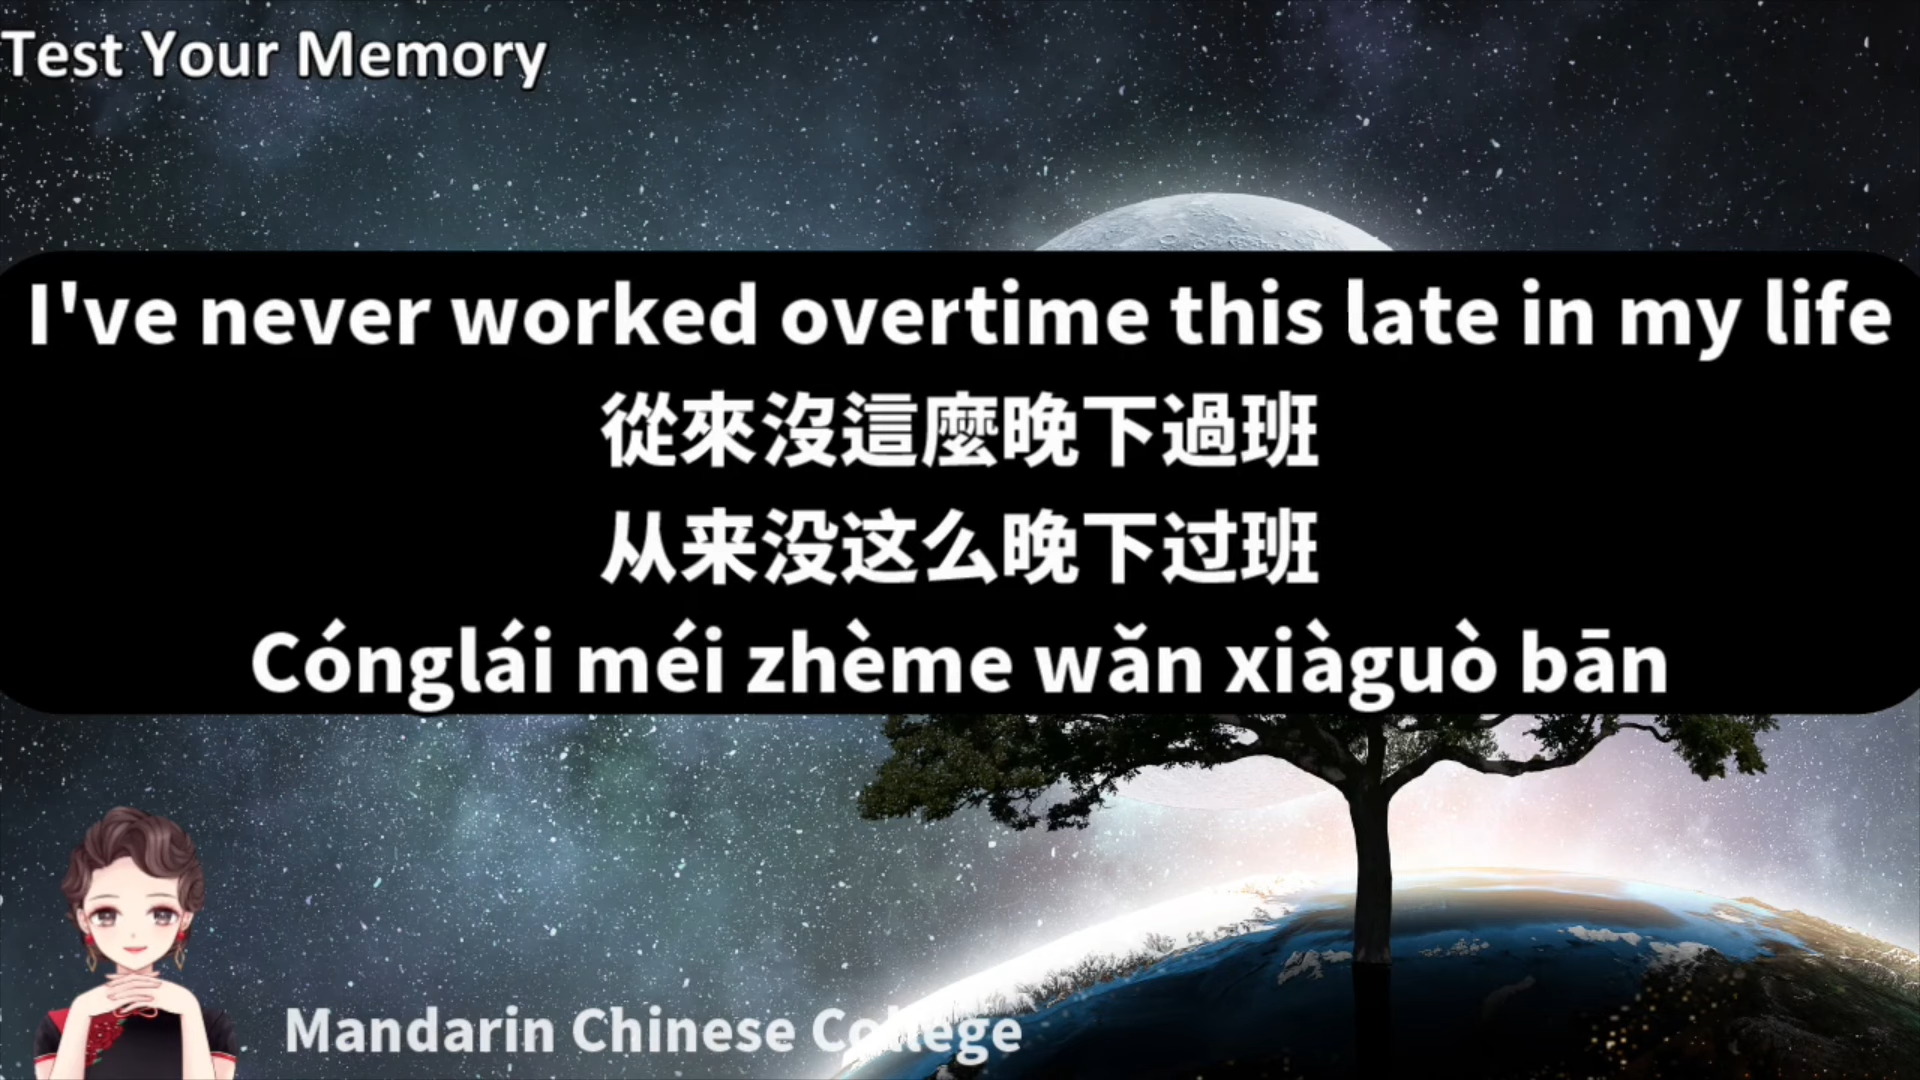 Test Your Memory
I've never worked overtime this late in my life
從來沒這麼晚下過班
从来没这么晚下过班
Cónglái méi zhème wǎn xiàguò bān
Mandarin Chinese College